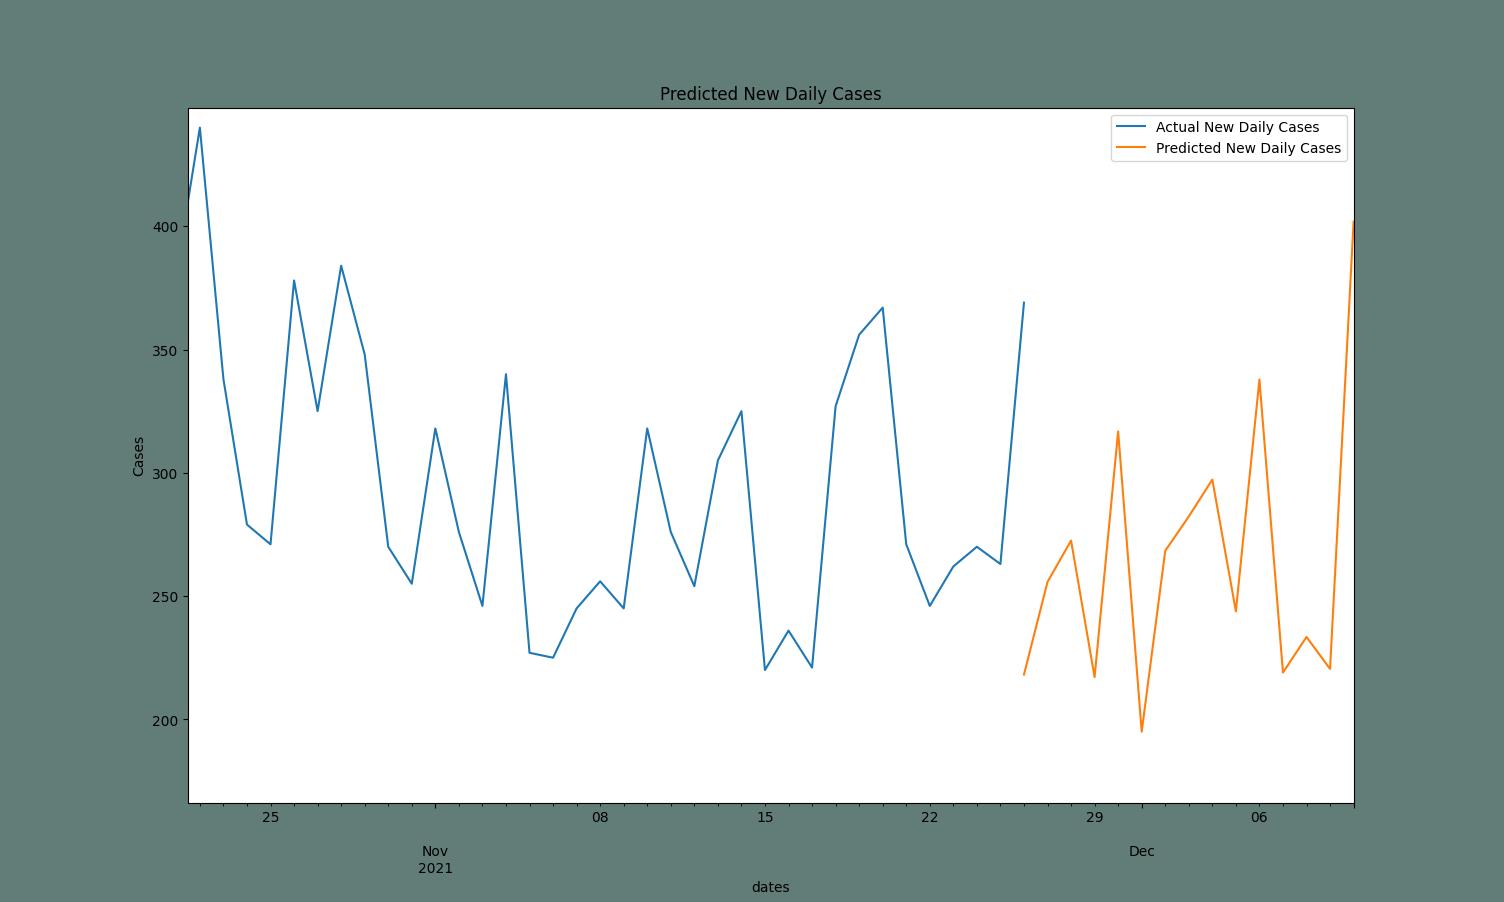 Predicted New Daily Cases
Actual New Daily Cases
Predicted New Daily Cases
400
350
300
250
200
Cases
25 08 15 22 29 06
Nov Dec
2021
dates